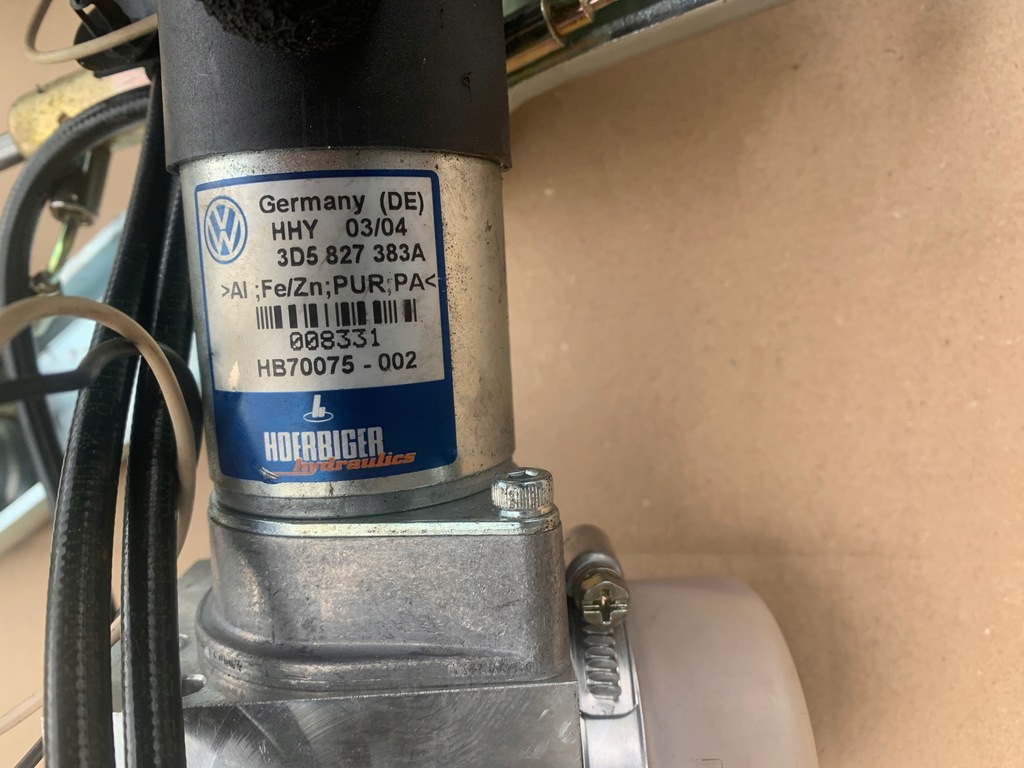 Germany (DE)
HHY 03/04
3D5 827 383A
>Al ;Fe/Zn;PUR;PA<
008331
HB70075 - 002
HOERBIGER
hydraulics